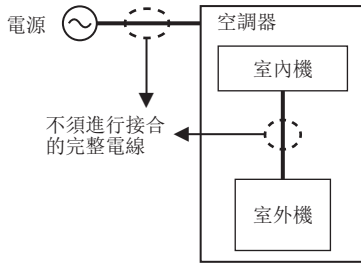 電源
空調器
室內機
不須進行接合
的完整電線
室外機